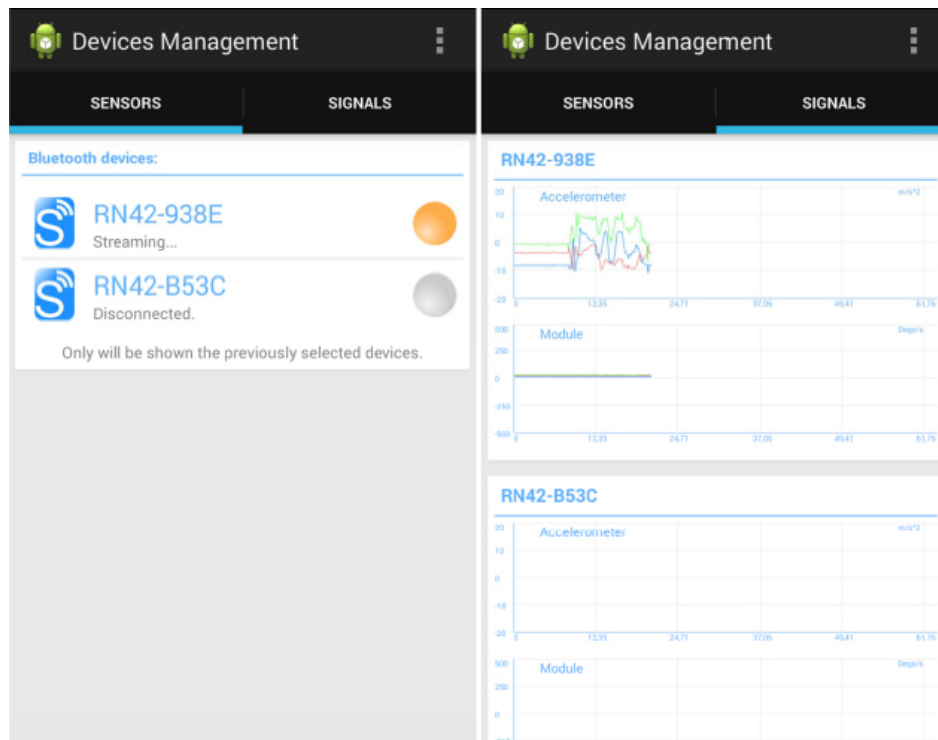 Devices Management
SENSORS SIGNALS
Bluetooth devices:
RN42-938E
Streaming...
RN42-B53C
Disconnected.
Only will be shown the previously selected devices.
Devices Management
SENSORS SIGNALS
RN42-938E
20 Accelerometer m/s^2
10
0
-10
-20 0 12,35 24,71 37,06 49,41 61,76
500 Module Degs/s
250
0
-250
-500 0 12,35 24,71 37,06 49,41 61,76
RN42-B53C
20 Accelerometer m/s^2
10
0
-10
-20 0 12,35 24,71 37,06 49,41 61,76
500 Module Degs/s
250
0